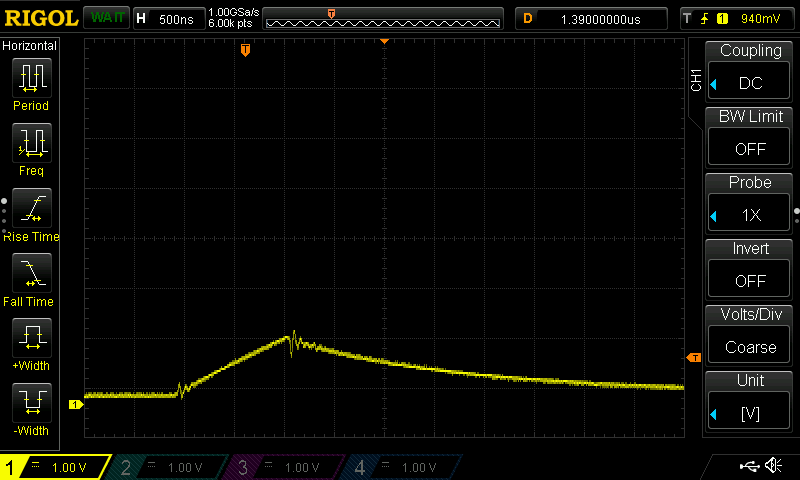 RIGOL WAIT H 500ns 1.00GSa/s 6.00k pts T D 1.39000000us T 1 940mV
Horizontal
Period
Freq
Rise Time
Fall Time
+Width
-Width
T
T
1
CH1
Coupling
DC
BW Limit
OFF
Probe
1X
Invert
OFF
Volts/Div
Coarse
Unit
[V]
1 1.00 V 2 1.00 V 3 1.00 V 4 1.00 V